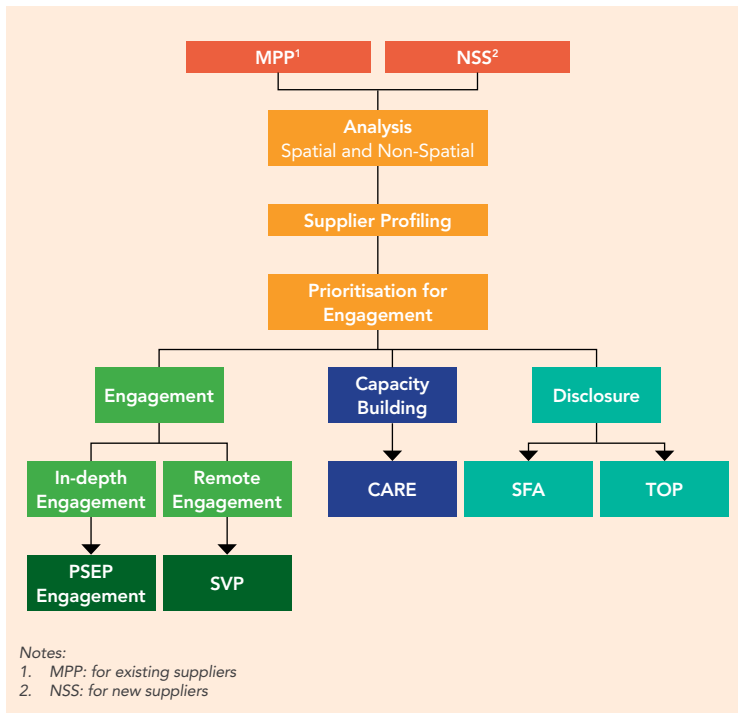 MPP1
NSS2
Analysis
Spatial and Non-Spatial
Supplier Profiling
Prioritisation for
Engagement
Engagement
Capacity
Building
Disclosure
In-depth
Engagement
Remote
Engagement
CARE
SFA
TOP
PSEP
Engagement
SVP
Notes:
1. MPP: for existing suppliers
2. NSS: for new suppliers